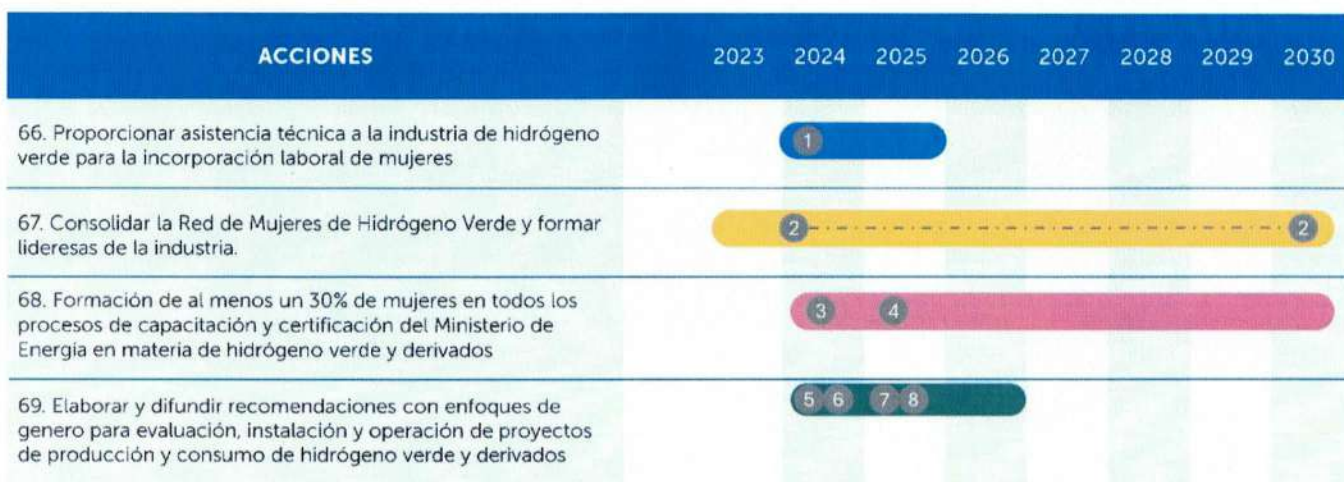 ACCIONES 2023 2024 2025 2026 2027 2028 2029 2030
66. Proporcionar asistencia técnica a la industria de hidrógeno
verde para la incorporación laboral de mujeres
1
67. Consolidar la Red de Mujeres de Hidrógeno Verde y formar
lideresas de la industria.
2 2
68. Formación de al menos un 30% de mujeres en todos los
procesos de capacitación y certificación del Ministerio de
Energía en materia de hidrógeno verde y derivados
3 4
69. Elaborar y difundir recomendaciones con enfoques de
genero para evaluación, instalación y operación de proyectos
de producción y consumo de hidrógeno verde y derivados
5 6 7 8